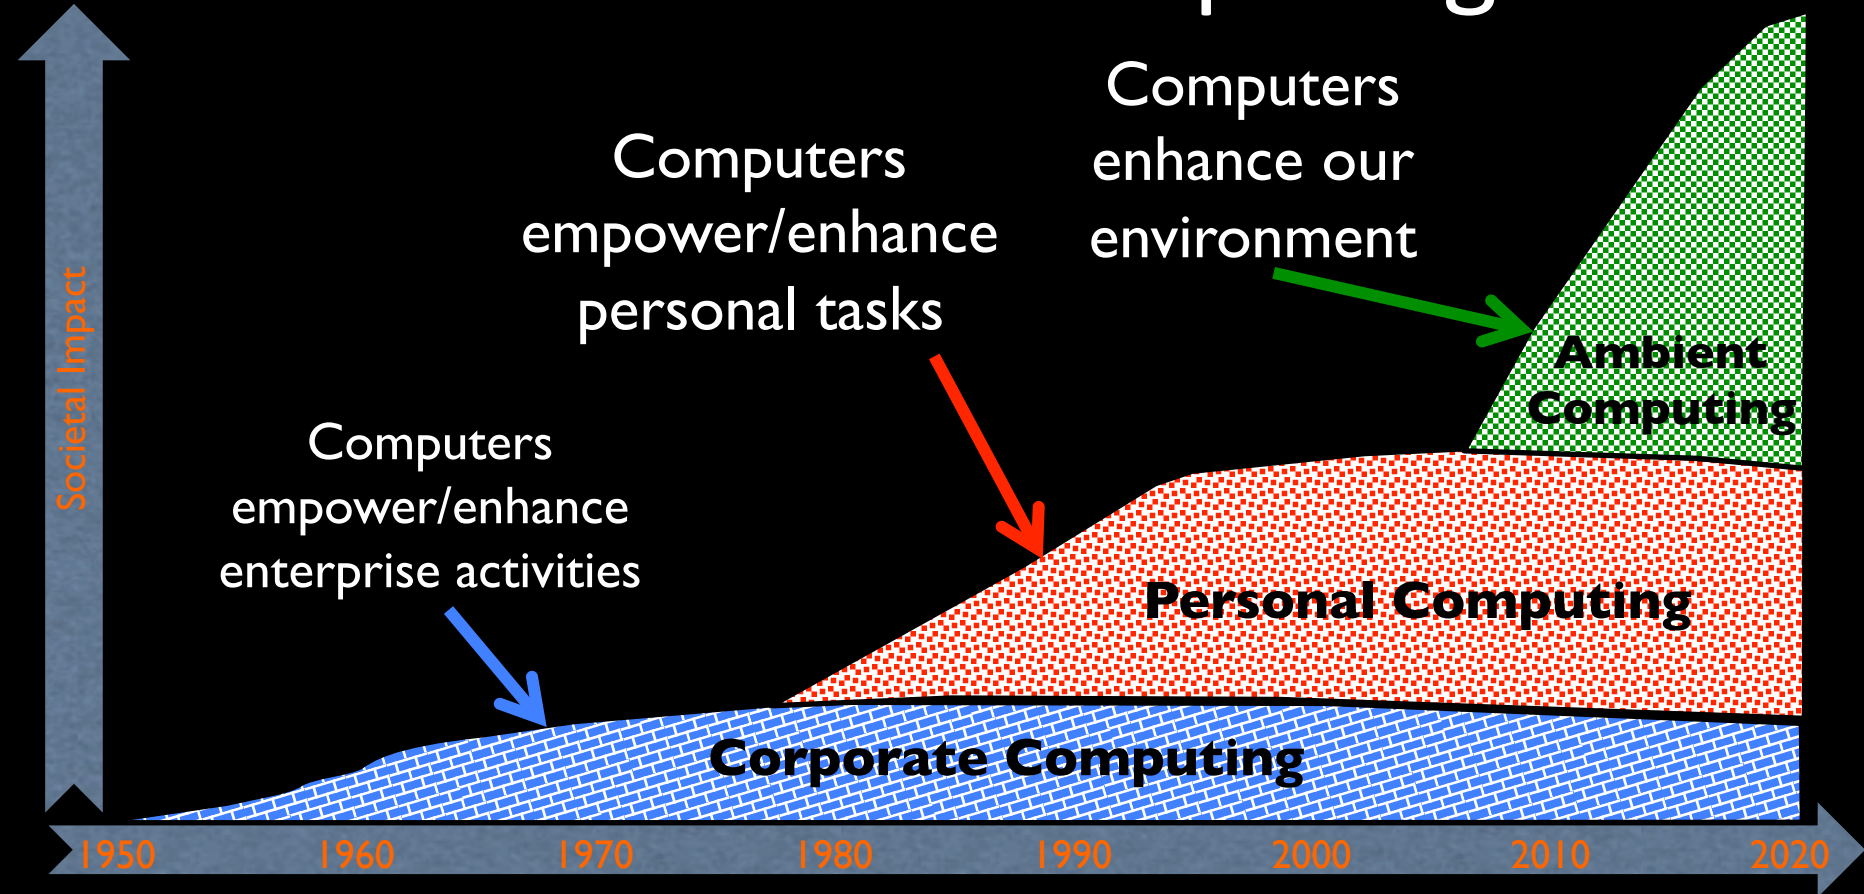 Computers
enhance our
environment
Computers
empower/enhance
personal tasks
Computers
empower/enhance
enterprise activities
Societal Impact
Ambient
Computing
Personal Computing
Corporate Computing
1950 1960 1970 1980 1990 2000 2010 2020